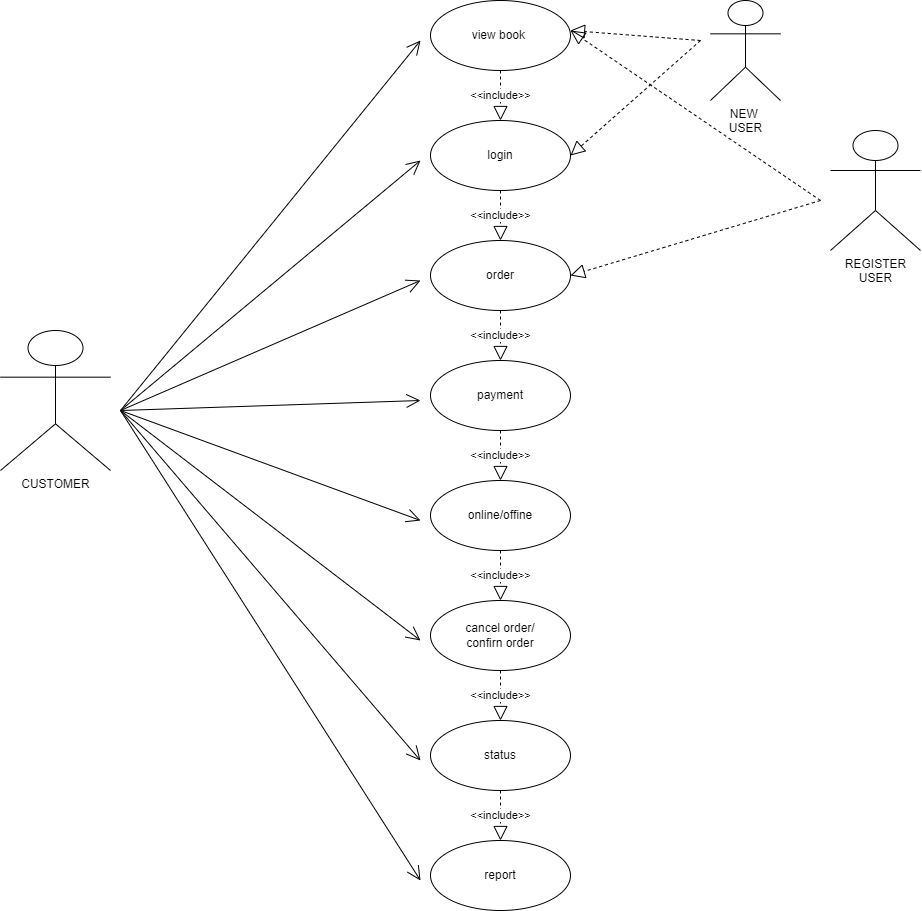 view book
<<include>>
NEW
USER
login
<<include>>
REGISTER
USER
order
<<include>>
payment
<<include>>
CUSTOMER
online/offine
<<include>>
cancel order/
confirn order
<<include>>
status
<<include>>
report